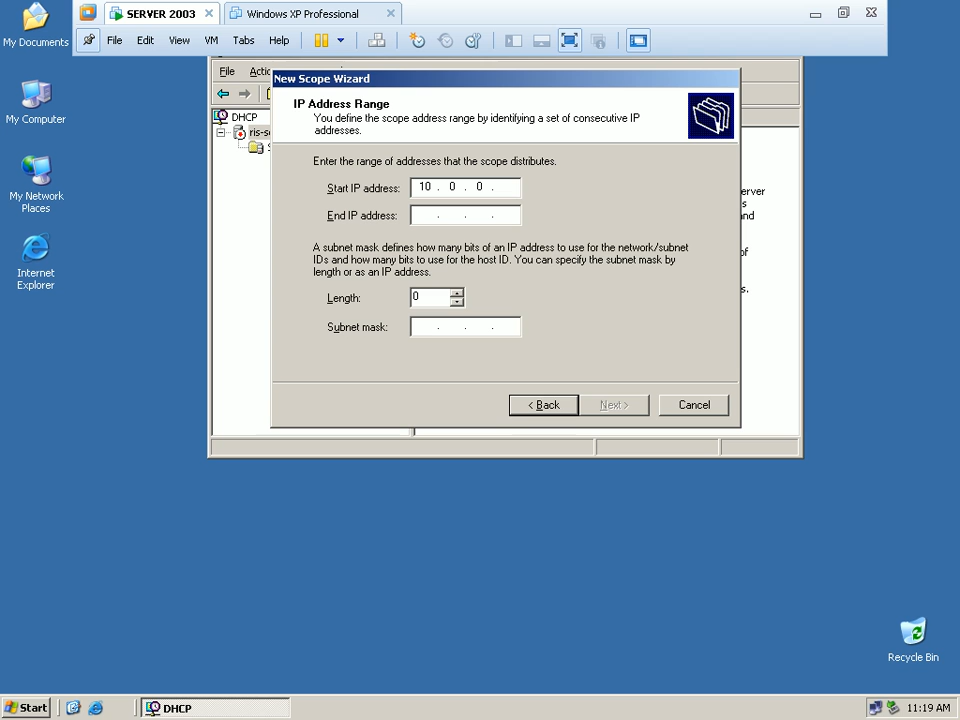 SERVER 2003
Windows XP Professional
File Edit View VM Tabs Help
My Documents
My Computer
My Network
Places
Internet
Explorer
File
New Scope Wizard
IP Address Range
You define the scope address range by identifying a set of consecutive IP
addresses.
DHCP
Enter the range of addresses that the scope distributes.
Start IP address: 10 . 0 . 0 .
End IP address: . . .
A subnet mask defines how many bits of an IP address to use for the network/subnet
IDs and how many bits to use for the host ID. You can specify the subnet mask by
length or as an IP address.
Length: 0
Subnet mask: . . .
< Back Next > Cancel
Recycle Bin
Start DHCP 11:19 AM